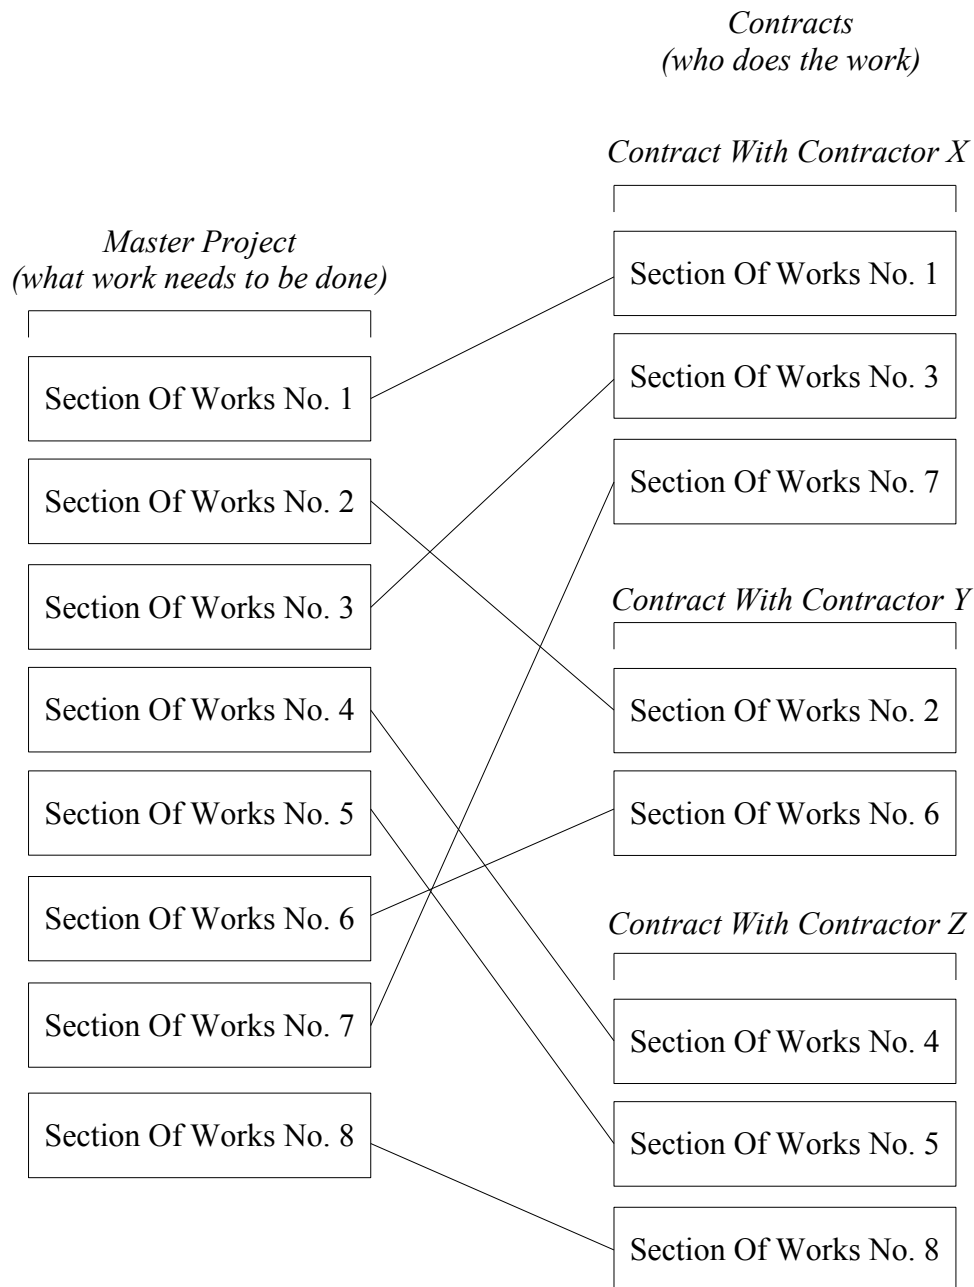 Contracts
(who does the work)
Contract With Contractor X
Section Of Works No. 1
Section Of Works No. 3
Section Of Works No. 7
Contract With Contractor Y
Section Of Works No. 2
Section Of Works No. 6
Contract With Contractor Z
Section Of Works No. 4
Section Of Works No. 5
Section Of Works No. 8
Master Project
(what work needs to be done)
Section Of Works No. 1
Section Of Works No. 2
Section Of Works No. 3
Section Of Works No. 4
Section Of Works No. 5
Section Of Works No. 6
Section Of Works No. 7
Section Of Works No. 8